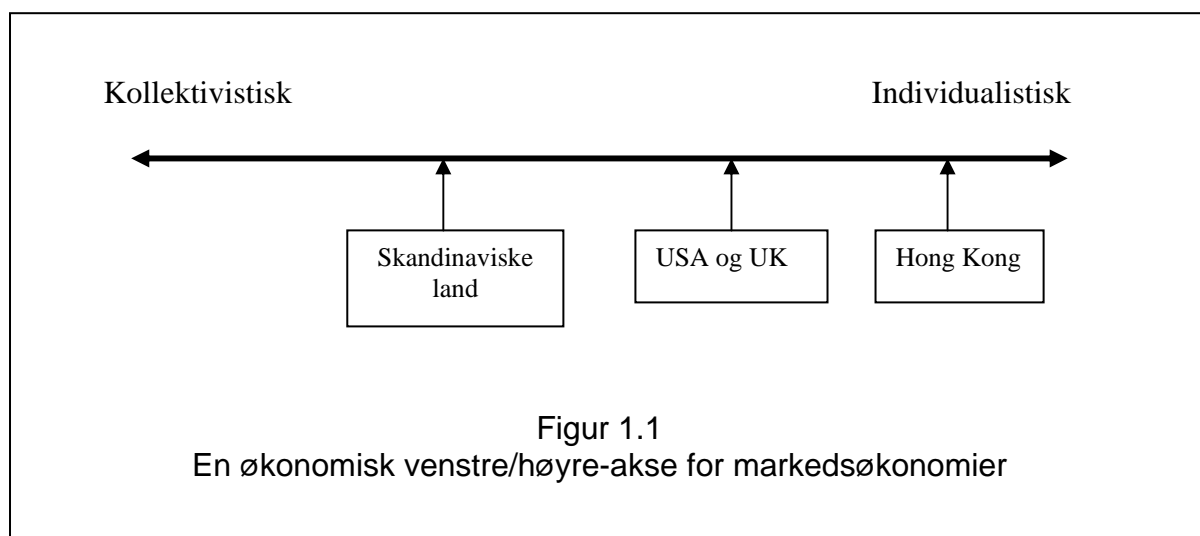 Kollektivistisk
Individualistisk
Skandinaviske
land
USA og UK
Hong Kong
Figur 1.1
En økonomisk venstre/høyre-akse for markedsøkonomier